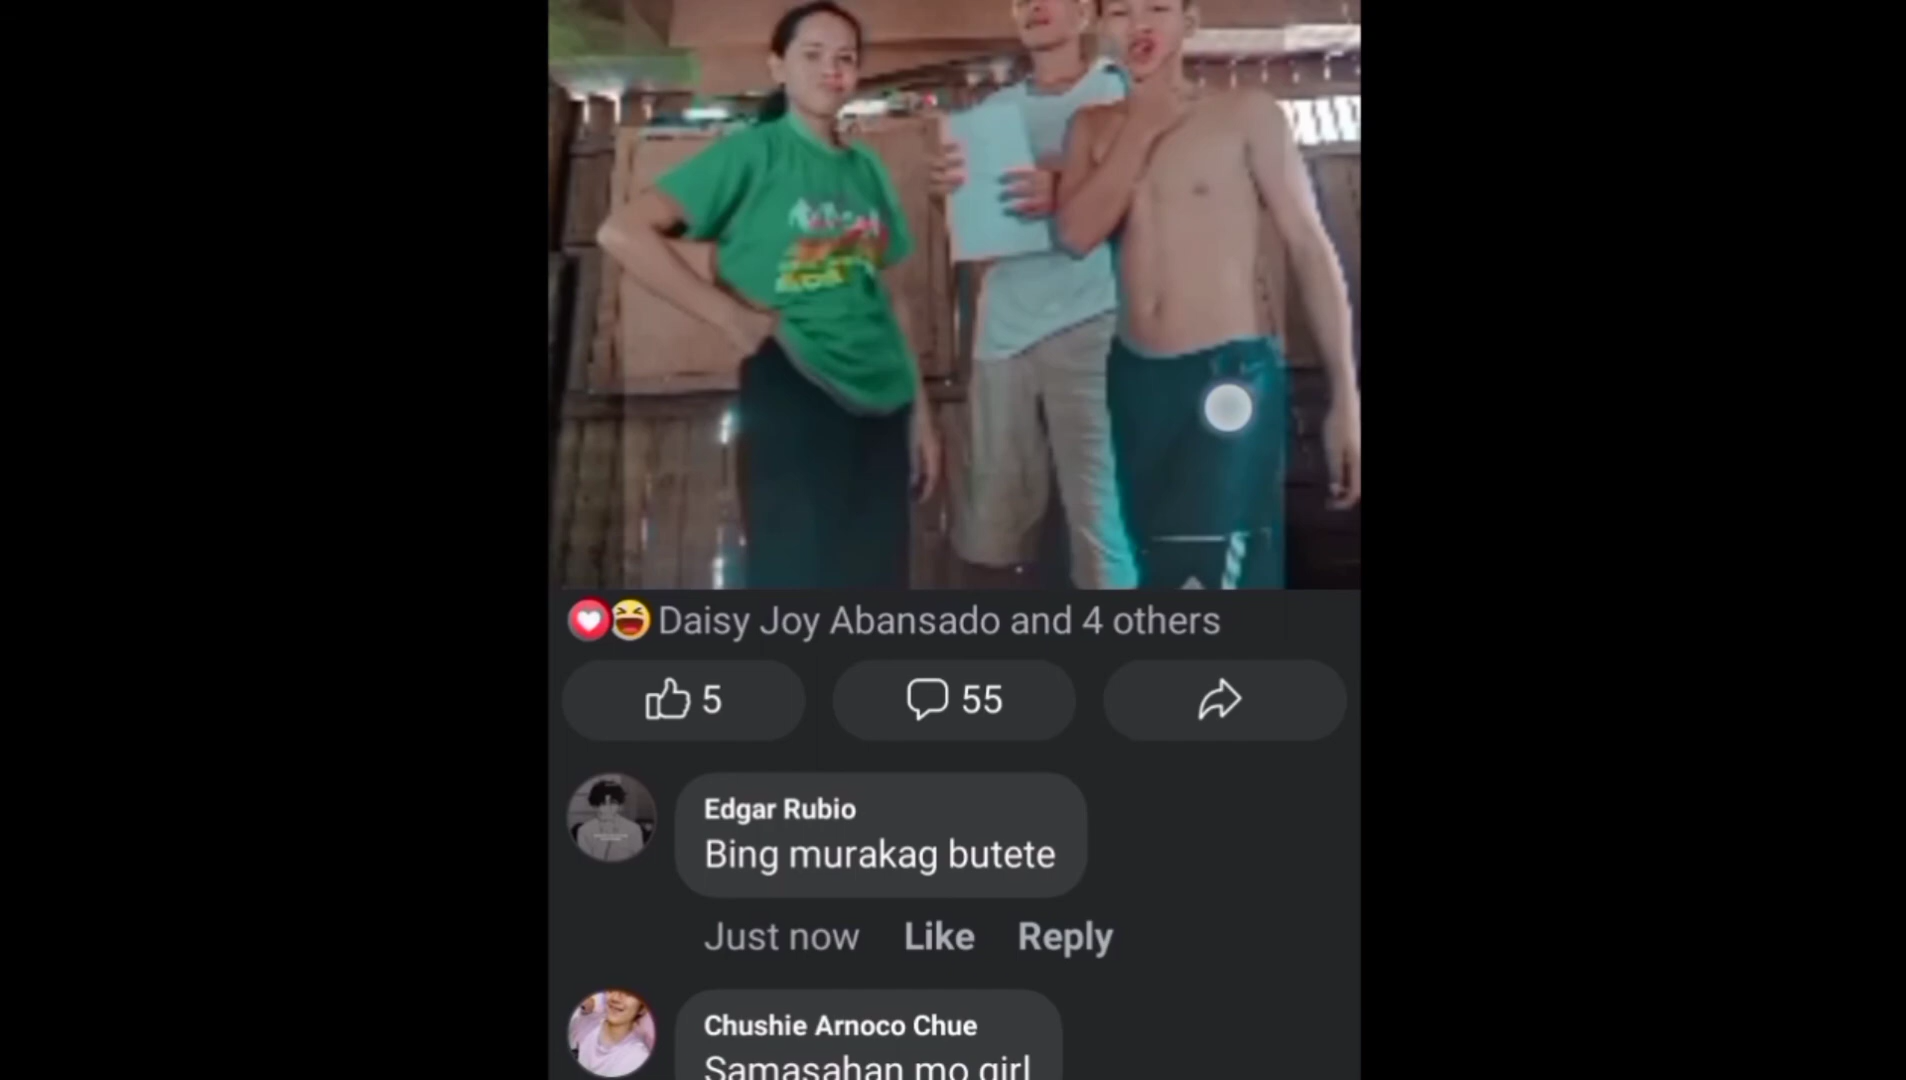 Daisy Joy Abansado and 4 others
5
55
Edgar Rubio
Bing murakag butete
Just now Like Reply
Chushie Arnoco Chue
Samasahan mo girl